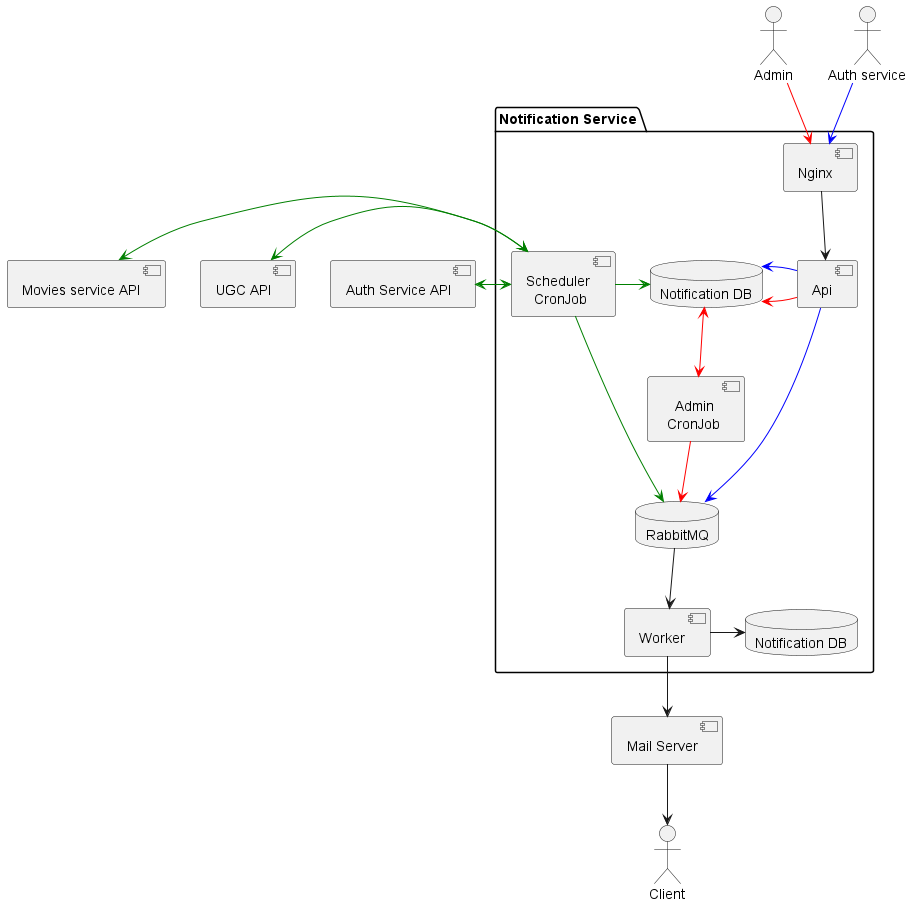 Admin
Auth service
Notification Service
Nginx
Movies service API
UGC API
Auth Service API
Scheduler
CronJob
Notification DB
Api
Admin
CronJob
RabbitMQ
Worker
Notification DB
Mail Server
Client